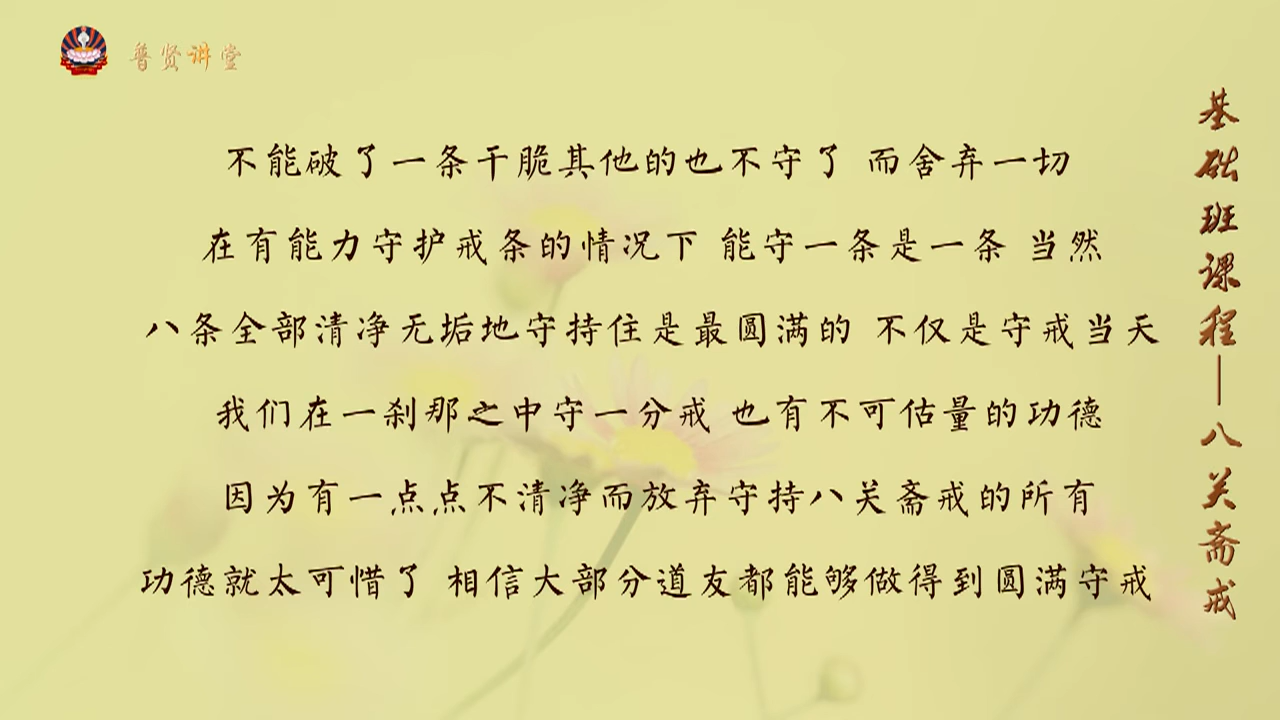 普贤讲堂
不能破了一条干脆其他的也不守了 而舍弃一切
在有能力守护戒条的情况下 能守一条是一条 当然
八条全部清净无垢地守持住是最圆满的 不仅是守戒当天
我们在一刹那之中守一分戒 也有不可估量的功德
因为有一点点不清净而放弃守持八关斋戒的所有
功德就太可惜了 相信大部分道友都能够做得到圆满守戒
基础班课程—八关斋戒